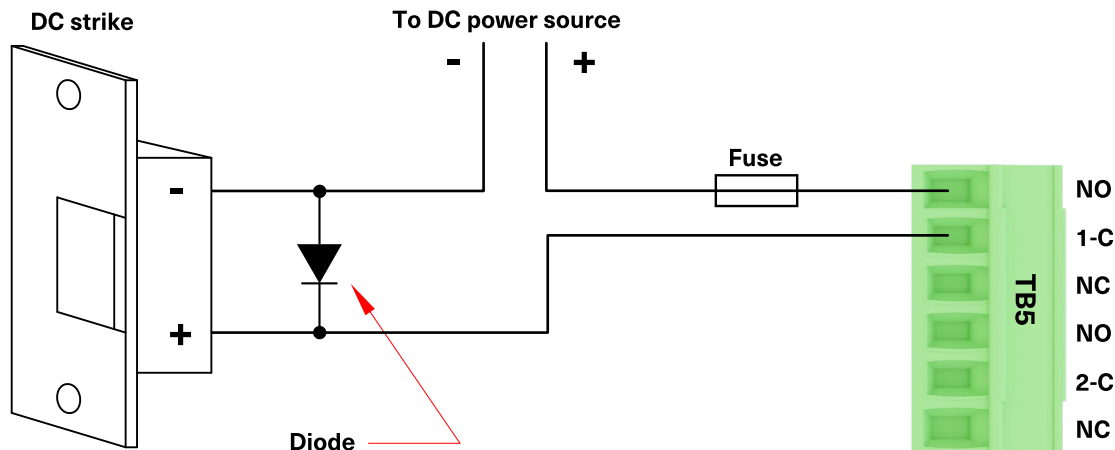 DC strike
To DC power source
- +
Fuse
-
+
Diode
TB5
NO
1-C
NC
NO
2-C
NC